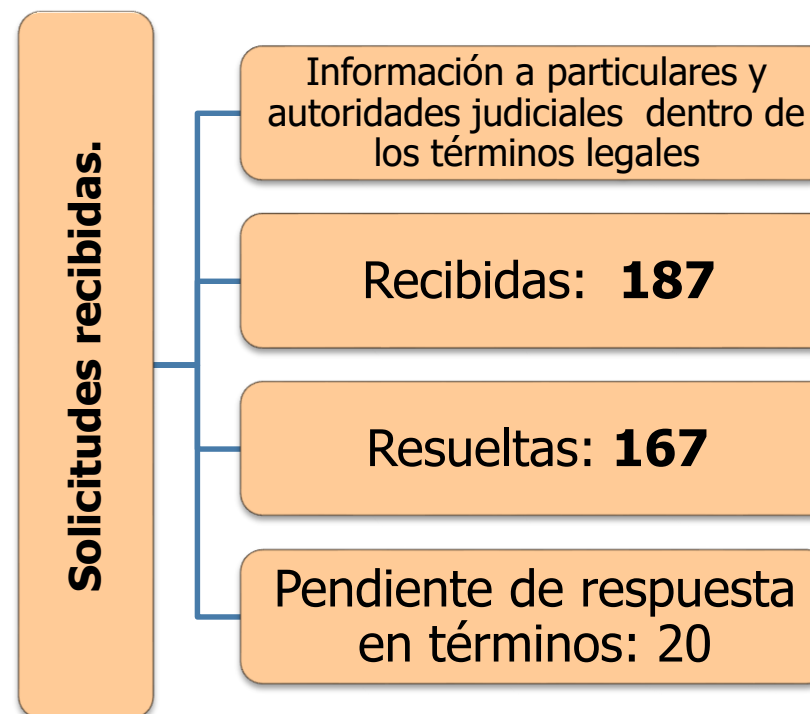 Solicitudes recibidas.
Información a particulares y
autoridades judiciales dentro de
los términos legales
Recibidas: 187
Resueltas: 167
Pendiente de respuesta
en términos: 20